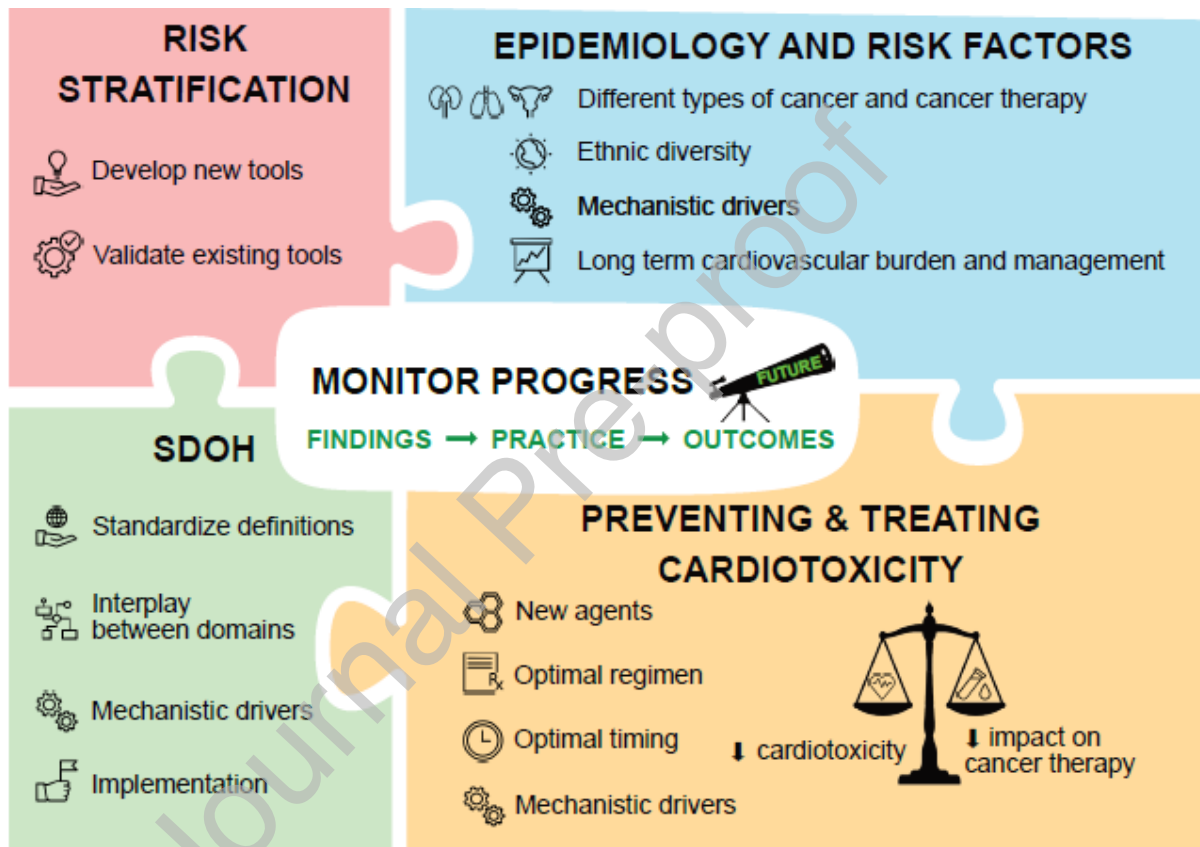 RISK
STRATIFICATION
Develop new tools
Validate existing tools
EPIDEMIOLOGY AND RISK FACTORS
Different types of cancer and cancer therapy
Ethnic diversity
Mechanistic drivers
Long term cardiovascular burden and management
MONITOR PROGRESS
FUTURE
FINDINGS → PRACTICE → OUTCOMES
SDOH
Standardize definitions
Interplay
between domains
Mechanistic drivers
Implementation
PREVENTING & TREATING
CARDIOTOXICITY
New agents
Rx
Optimal regimen
Optimal timing
Mechanistic drivers
⬇ cardiotoxicity
⬇ impact on
cancer therapy
Journal Pre-proof